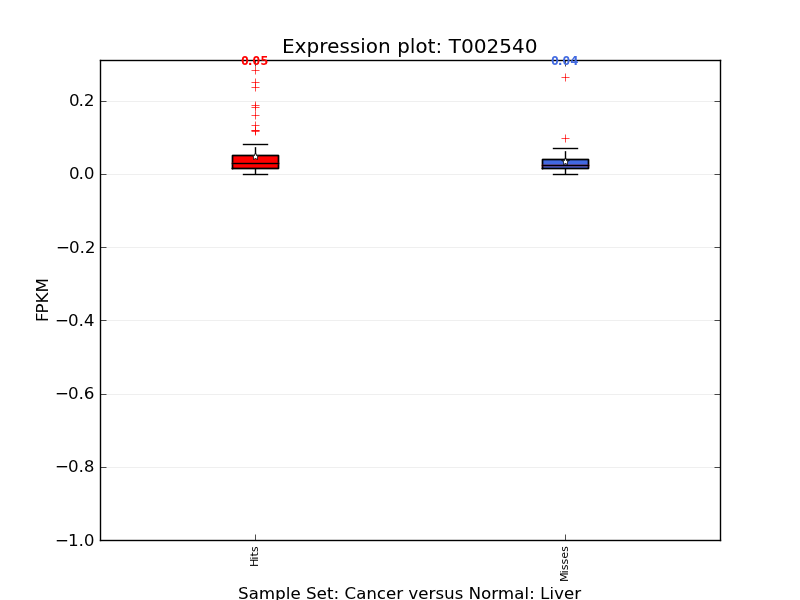 Expression plot: T002540
0.05 0.04
0.2
0.0
−0.2
−0.4
−0.6
−0.8
−1.0
FPKM
Hits Misses
Sample Set: Cancer versus Normal: Liver